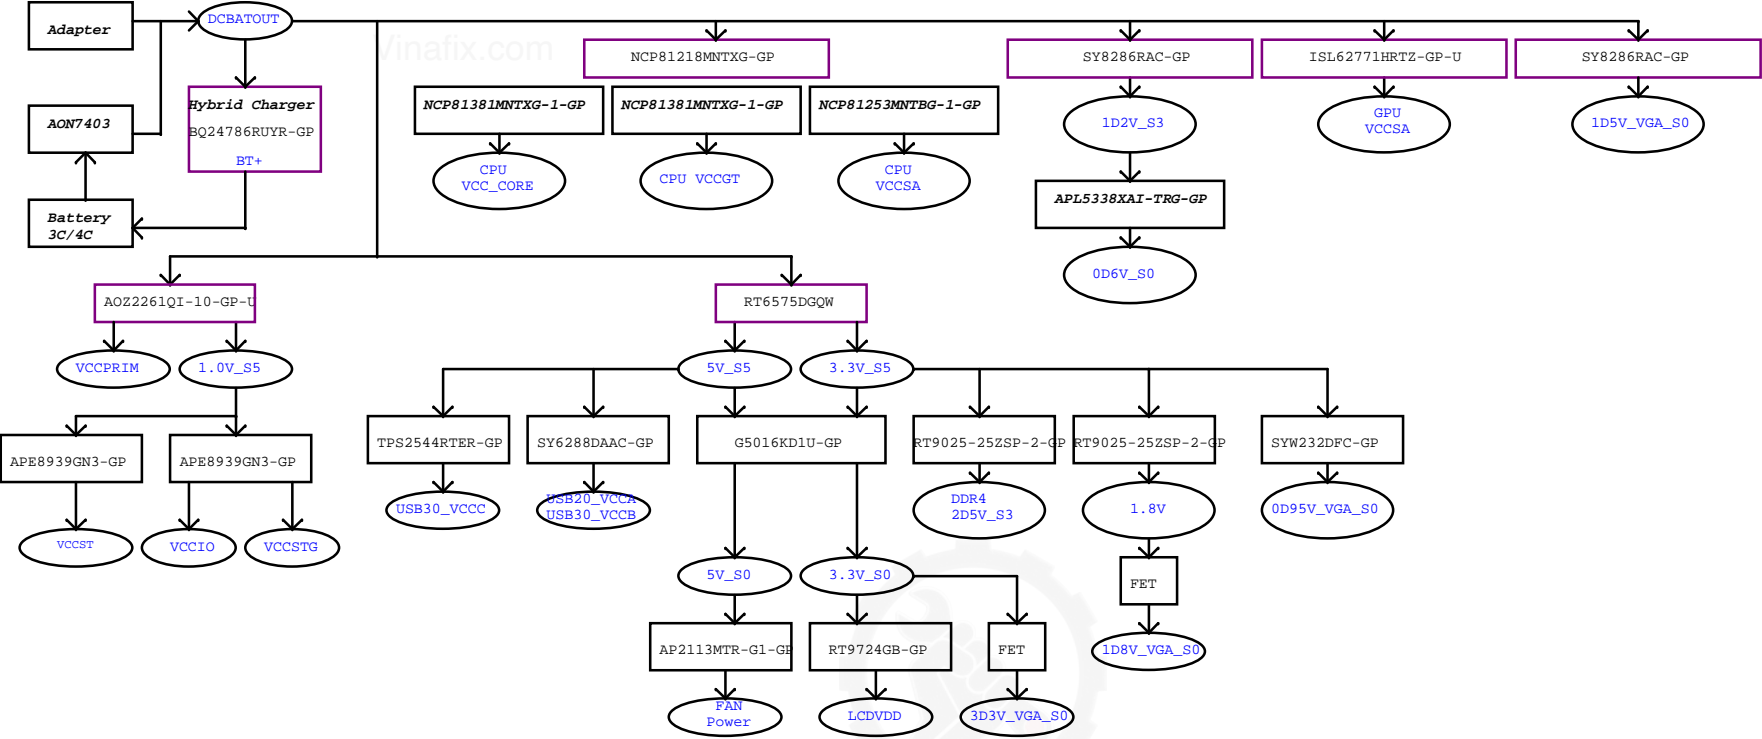 Adapter
DCBATOUT
Vinafix.com
NCP81218MNTXG-GP
SY8286RAC-GP
ISL62771HRTZ-GP-U
SY8286RAC-GP
Hybrid Charger
BQ24786RUYR-GP
BT+
AON7403
NCP81381MNTXG-1-GP
NCP81381MNTXG-1-GP
NCP81253MNTBG-1-GP
1D2V_S3
GPU
VCCSA
1D5V_VGA_S0
CPU
VCC_CORE
CPU VCCGT
CPU
VCCSA
APL5338XAI-TRG-GP
Battery
3C/4C
0D6V_S0
AOZ2261QI-10-GP-U
RT6575DGQW
VCCPRIM
1.0V_S5
5V_S5
3.3V_S5
APE8939GN3-GP
APE8939GN3-GP
TPS2544RTER-GP
SY6288DAAC-GP
G5016KD1U-GP
RT9025-25ZSP-2-GP
RT9025-25ZSP-2-GP
SYW232DFC-GP
USB30_VCCC
USB20_VCCA
USB30_VCCB
DDR4
2D5V_S3
1.8V
0D95V_VGA_S0
VCCST
VCCIO
VCCSTG
5V_S0
3.3V_S0
FET
AP2113MTR-G1-GP
RT9724GB-GP
FET
1D8V_VGA_S0
FAN
Power
LCDVDD
3D3V_VGA_S0